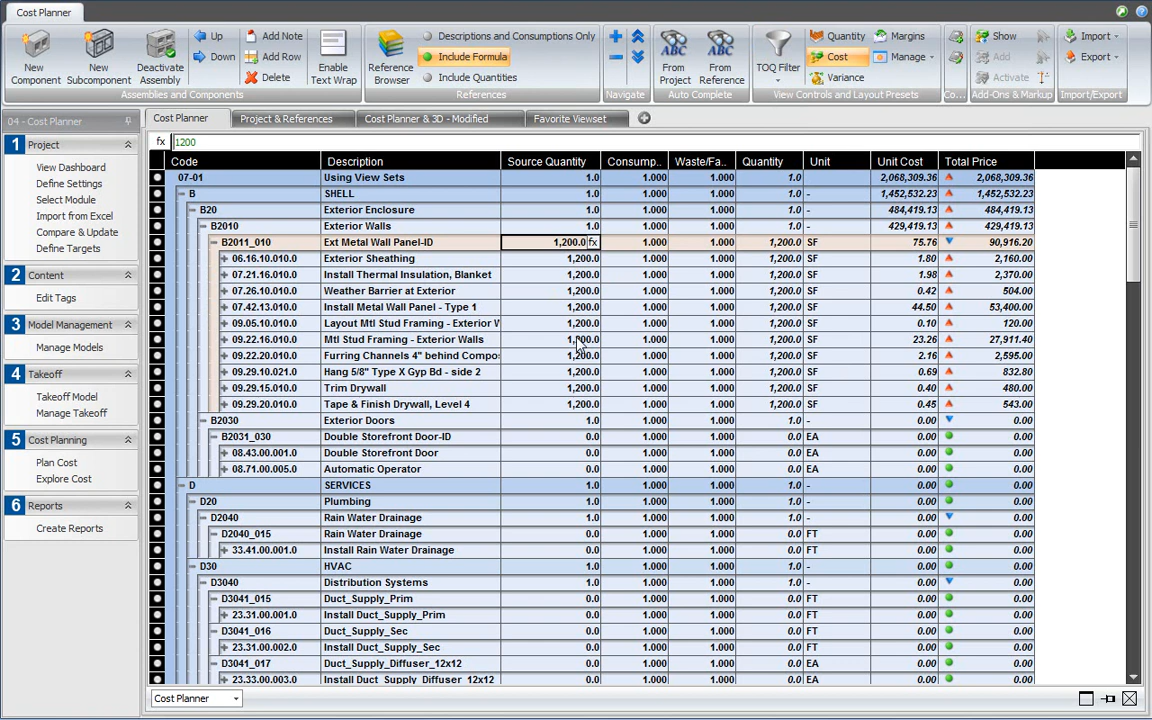 Cost Planner
New
Component
New
Subcomponent
Deactivate
Assembly
Up
Down
Add Note
Add Row
Delete
Assemblies and Components
Enable
Text Wrap
Reference
Browser
Descriptions and Consumptions Only
Include Formula
Include Quantities
References
Navigate
ABC
From
Project
ABC
From
Reference
Auto Complete
TOQ Filter
Quantity
Cost
Variance
Margins
Manage
View Controls and Layout Presets
Co...
Show
Add
Activate
Add-Ons & Markup
Import
Export
Import/Export
04 - Cost Planner
Cost Planner
Project & References
Cost Planner & 3D - Modified
Favorite Viewset
1 Project
View Dashboard
Define Settings
Select Module
Import from Excel
Compare & Update
Define Targets
2 Content
Edit Tags
3 Model Management
Manage Models
4 Takeoff
Takeoff Model
Manage Takeoff
5 Cost Planning
Plan Cost
Explore Cost
6 Reports
Create Reports
fx 1200
Code Description Source Quantity Consump.. Waste/Fa.. Quantity Unit Unit Cost Total Price
07-01 Using View Sets 1.0 1.000 1.000 1.0 - 2,068,309.36 2,068,309.36
B SHELL 1.0 1.000 1.000 1.0 - 1,452,532.23 1,452,532.23
B20 Exterior Enclosure 1.0 1.000 1.000 1.0 - 484,419.13 484,419.13
B2010 Exterior Walls 1.0 1.000 1.000 1.0 - 429,419.13 429,419.13
B2011_010 Ext Metal Wall Panel-ID 1,200.0 fx 1.000 1.000 1,200.0 SF 75.76 90,916.20
06.16.10.010.0 Exterior Sheathing 1,200.0 1.000 1.000 1,200.0 SF 1.80 2,160.00
07.21.16.010.0 Install Thermal Insulation, Blanket 1,200.0 1.000 1.000 1,200.0 SF 1.98 2,370.00
07.26.10.010.0 Weather Barrier at Exterior 1,200.0 1.000 1.000 1,200.0 SF 0.42 504.00
07.42.13.010.0 Install Metal Wall Panel - Type 1 1,200.0 1.000 1.000 1,200.0 SF 44.50 53,400.00
09.05.10.010.0 Layout Mtl Stud Framing - Exterior W 1,200.0 1.000 1.000 1,200.0 SF 0.10 120.00
09.22.16.010.0 Mtl Stud Framing - Exterior Walls 1,200.0 1.000 1.000 1,200.0 SF 23.26 27,911.40
09.22.20.010.0 Furring Channels 4" behind Compo: 1,200.0 1.000 1.000 1,200.0 SF 2.16 2,595.00
09.29.10.021.0 Hang 5/8" Type X Gyp Bd - side 2 1,200.0 1.000 1.000 1,200.0 SF 0.69 832.80
09.29.15.010.0 Trim Drywall 1,200.0 1.000 1.000 1,200.0 SF 0.40 480.00
09.29.20.010.0 Tape & Finish Drywall, Level 4 1,200.0 1.000 1.000 1,200.0 SF 0.45 543.00
B2030 Exterior Doors 1.0 1.000 1.000 1.0 - 0.00 0.00
B2031_030 Double Storefront Door-ID 0.0 1.000 1.000 0.0 EA 0.00 0.00
08.43.00.001.0 Double Storefront Door 0.0 1.000 1.000 0.0 EA 0.00 0.00
08.71.00.005.0 Automatic Operator 0.0 1.000 1.000 0.0 EA 0.00 0.00
D SERVICES 1.0 1.000 1.000 1.0 - 0.00 0.00
D20 Plumbing 1.0 1.000 1.000 1.0 - 0.00 0.00
D2040 Rain Water Drainage 1.0 1.000 1.000 1.0 - 0.00 0.00
D2040_015 Rain Water Drainage 0.0 1.000 1.000 0.0 FT 0.00 0.00
33.41.00.001.0 Install Rain Water Drainage 0.0 1.000 1.000 0.0 FT 0.00 0.00
D30 HVAC 1.0 1.000 1.000 1.0 - 0.00 0.00
D3040 Distribution Systems 1.0 1.000 1.000 1.0 - 0.00 0.00
D3041_015 Duct_Supply_Prim 0.0 1.000 1.000 0.0 FT 0.00 0.00
23.31.00.001.0 Install Duct_Supply_Prim 0.0 1.000 1.000 0.0 FT 0.00 0.00
D3041_016 Duct_Supply_Sec 0.0 1.000 1.000 0.0 FT 0.00 0.00
23.31.00.002.0 Install Duct_Supply_Sec 0.0 1.000 1.000 0.0 FT 0.00 0.00
D3041_017 Duct_Supply_Diffuser_12x12 0.0 1.000 1.000 0.0 EA 0.00 0.00
23.33.00.003.0 Install Duct_Supply_Diffuser_12x12 0.0 1.000 1.000 0.0 EA 0.00 0.00
Cost Planner